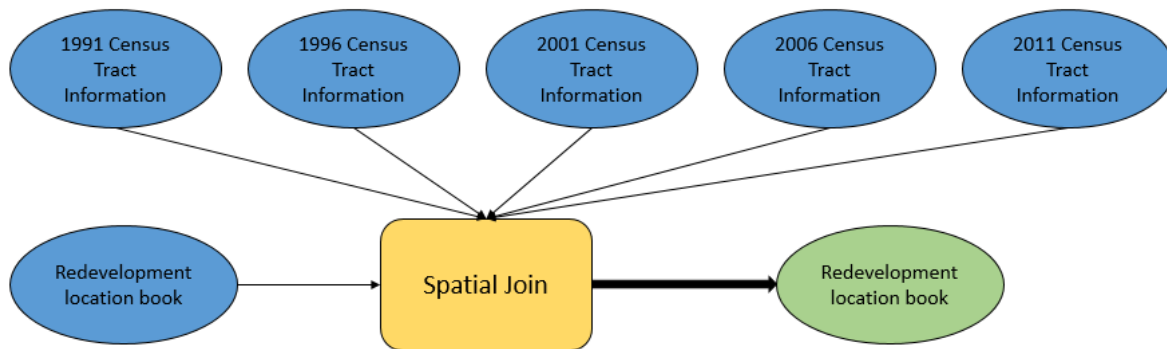 1991 Census
Tract
Information
1996 Census
Tract
Information
2001 Census
Tract
Information
2006 Census
Tract
Information
2011 Census
Tract
Information
Redevelopment
location book
Spatial Join
Redevelopment
location book